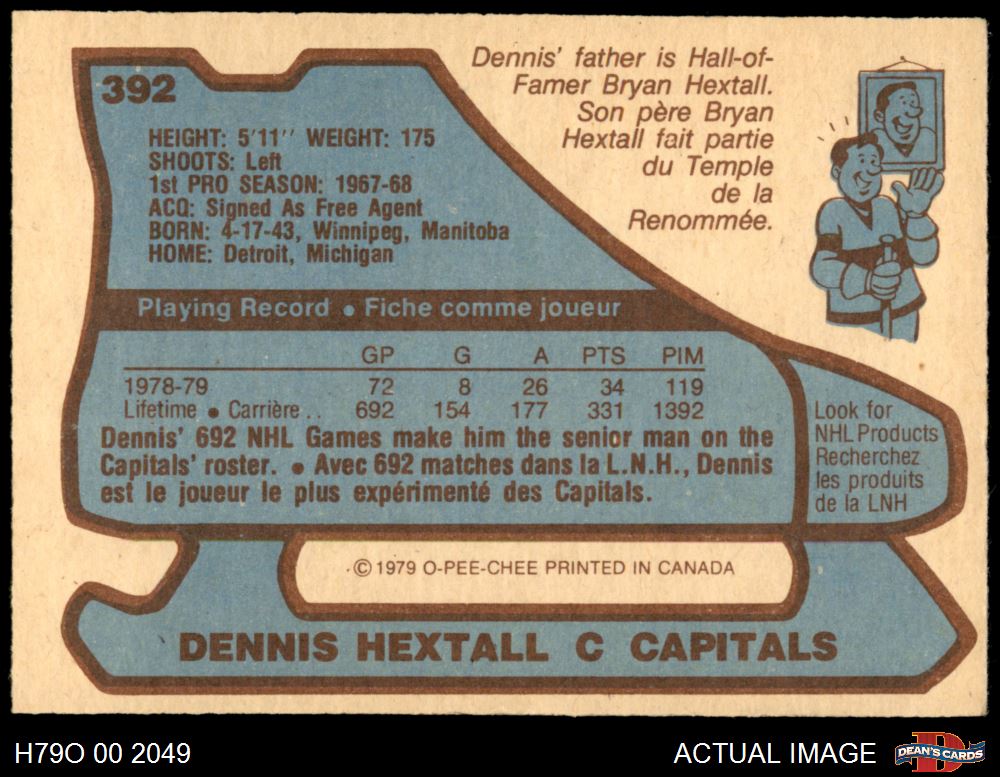 392
HEIGHT: 5'11'' WEIGHT: 175
SHOOTS: Left
1st PRO SEASON: 1967-68
ACQ: Signed As Free Agent
BORN: 4-17-43, Winnipeg, Manitoba
HOME: Detroit, Michigan
Dennis' father is Hall-of-
Famer Bryan Hextall.
Son père Bryan
Hextall fait partie
du Temple
de la
Renommée.
Playing Record • Fiche comme joueur
GP G A PTS PIM
1978-79 72 8 26 34 119
Lifetime • Carrière .. 692 154 177 331 1392
Dennis' 692 NHL Games make him the senior man on the
Capitals' roster. • Avec 692 matches dans la L.N.H., Dennis
est le joueur le plus expérimenté des Capitals.
Look for
NHL Products
Recherchez
les produits
de la LNH
© 1979 O-PEE-CHEE PRINTED IN CANADA
DENNIS HEXTALL C CAPITALS
H79O 00 2049
ACTUAL IMAGE
D
DEAN'S CARDS